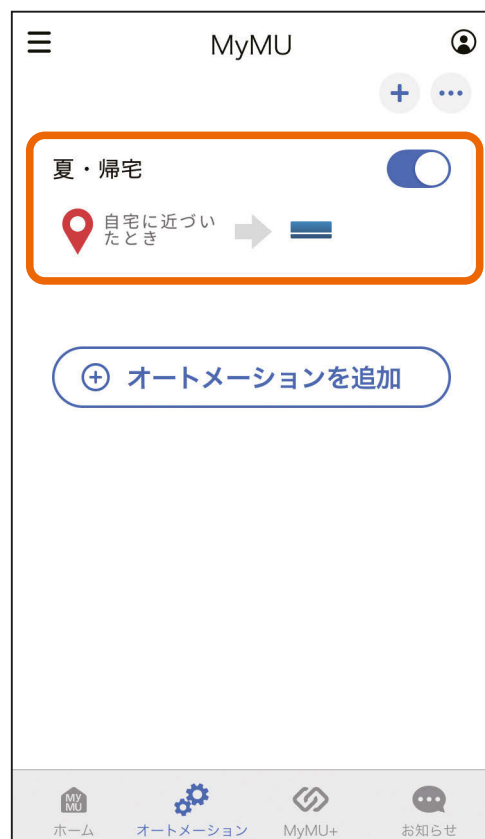 MyMU
夏・帰宅
自宅に近づい
たとき
オートメーションを追加
MY
MU
ホーム
オートメーション
MyMU+
お知らせ